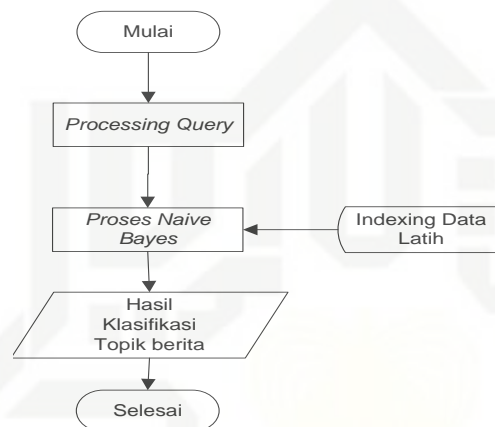 Mulai
Processing Query
Proses Naive
Bayes
Indexing Data
Latih
Hasil
Klasifikasi
Topik berita
Selesai